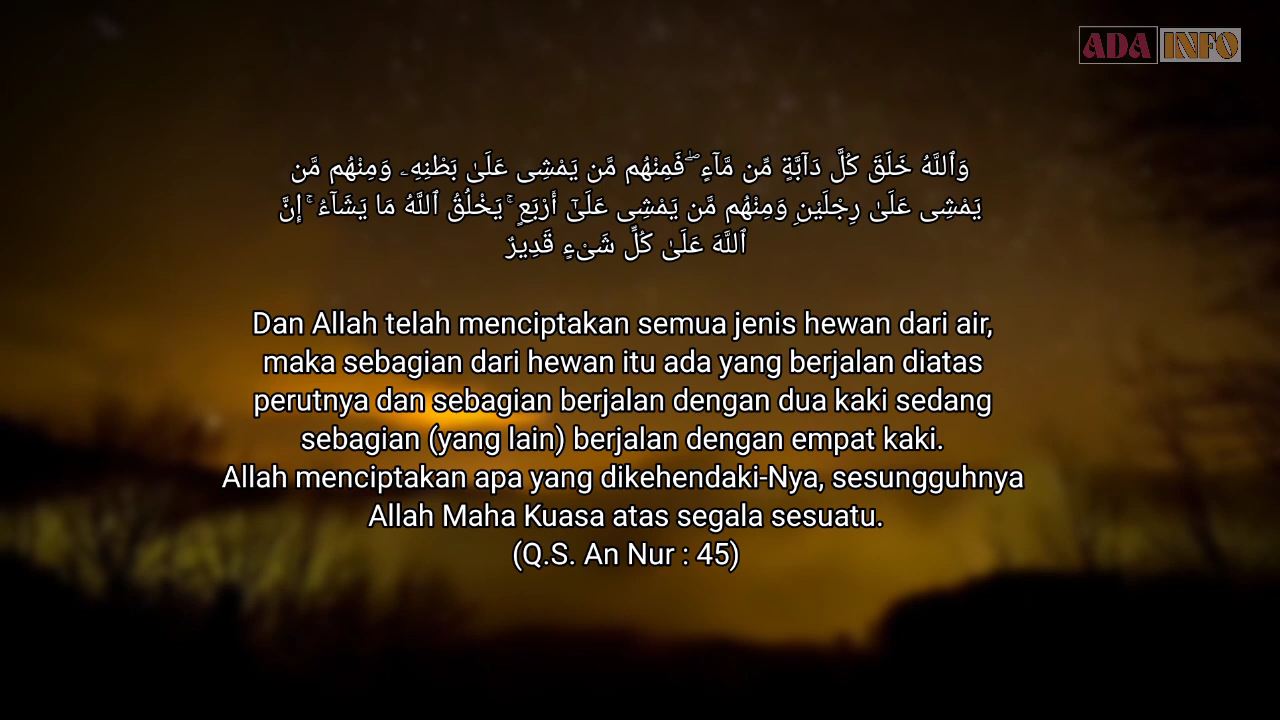 ADA INFO
وَٱللَّهُ خَلَقَ كُلَّ دَآبَّةٍ مِّن مَّآءٍ ۖ فَمِنْهُم مَّن يَمْشِى عَلَىٰ بَطْنِهِۦ وَمِنْهُم مَّن
يَمْشِى عَلَىٰ رِجْلَيْنِ وَمِنْهُم مَّن يَمْشِى عَلَىٰٓ أَرْبَعٍ ۚ يَخْلُقُ ٱللَّهُ مَا يَشَآءُ ۚ إِنَّ
ٱللَّهَ عَلَىٰ كُلِّ شَىْءٍ قَدِيرٌ
Dan Allah telah menciptakan semua jenis hewan dari air,
maka sebagian dari hewan itu ada yang berjalan diatas
perutnya dan sebagian berjalan dengan dua kaki sedang
sebagian (yang lain) berjalan dengan empat kaki.
Allah menciptakan apa yang dikehendaki-Nya, sesungguhnya
Allah Maha Kuasa atas segala sesuatu.
(Q.S. An Nur : 45)